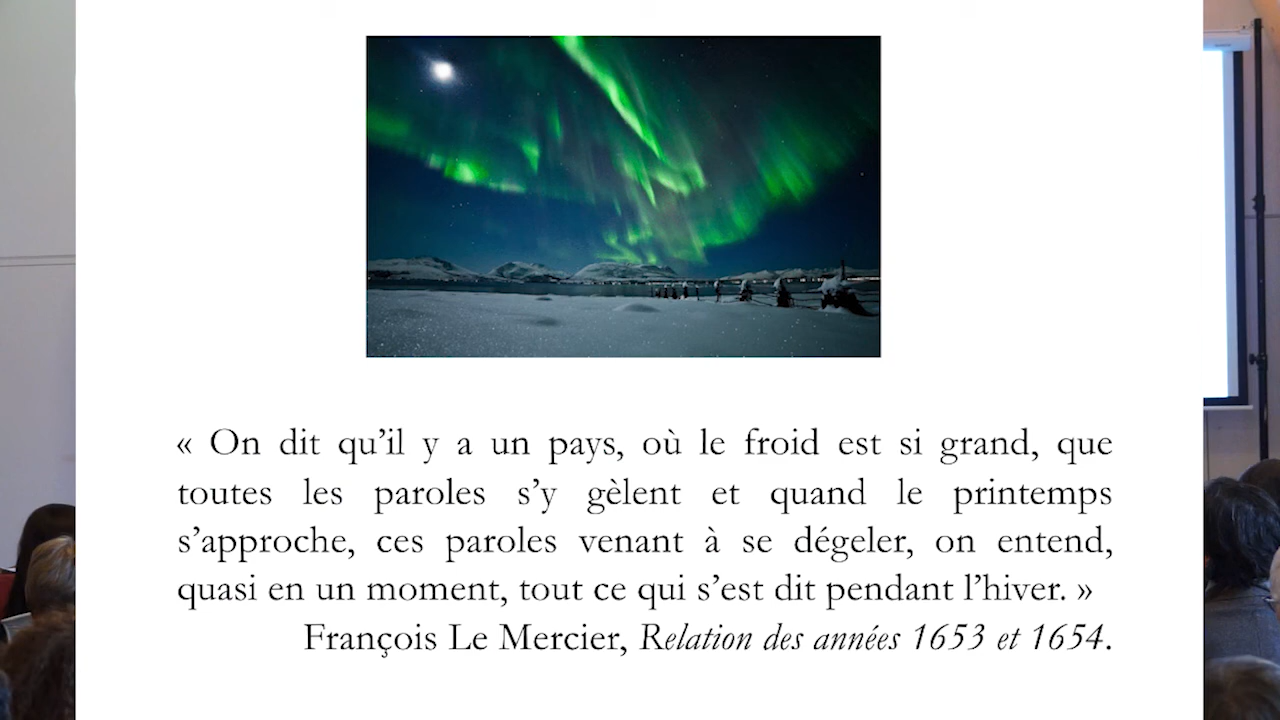 « On dit qu’il y a un pays, où le froid est si grand, que
toutes les paroles s’y gèlent et quand le printemps
s’approche, ces paroles venant à se dégeler, on entend,
quasi en un moment, tout ce qui s’est dit pendant l’hiver. »
François Le Mercier, Relation des années 1653 et 1654.